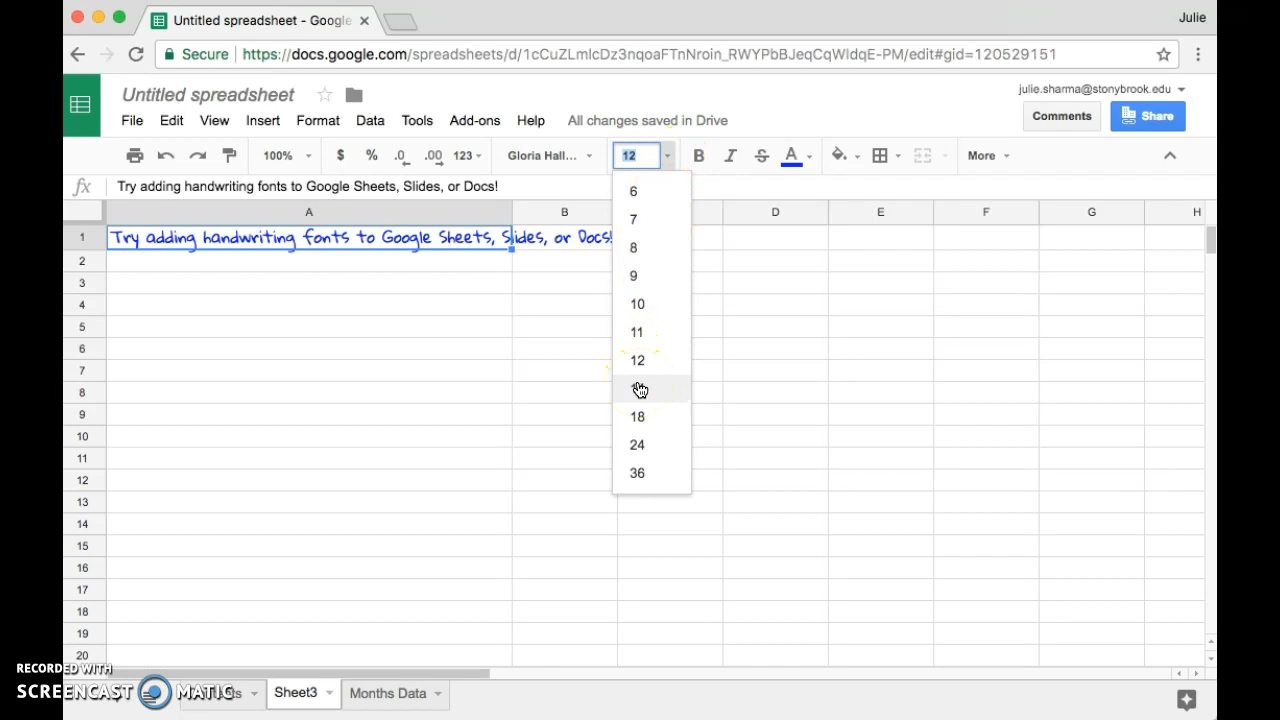 Untitled spreadsheet - Google
Julie
Secure https://docs.google.com/spreadsheets/d/1cCuZLmlcDz3nqoaFTnNroin_RWYPbBJeqCqWldqE-PM/edit#gid=120529151
Untitled spreadsheet
julie.sharma@stonybrook.edu
File Edit View Insert Format Data Tools Add-ons Help All changes saved in Drive
Comments Share
100% $ % .0 .00 123 Gloria Hall... 12 B I S A More
fx Try adding handwriting fonts to Google Sheets, Slides, or Docs!
A B D E F G H
1 Try adding handwriting fonts to Google Sheets, Slides, or Docs!
2
3
4
5
6
7
8
9
10
11
12
13
14
15
16
17
18
19
20
6
7
8
9
10
11
12
18
24
36
RECORDED WITH
SCREENCAST MATIC
Sheet3 Months Data